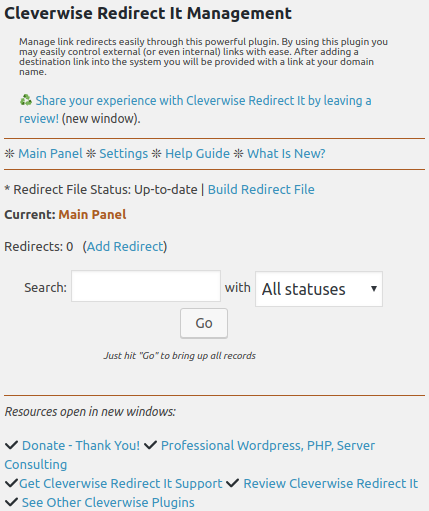 Cleverwise Redirect It Management
Manage link redirects easily through this powerful plugin. By using this plugin you
may easily control external (or even internal) links with ease. After adding a
destination link into the system you will be provided with a link at your domain
name.
♻ Share your experience with Cleverwise Redirect It by leaving a
review! (new window).
❊ Main Panel ❊ Settings ❊ Help Guide ❊ What Is New?
* Redirect File Status: Up-to-date | Build Redirect File
Current: Main Panel
Redirects: 0 (Add Redirect)
Search: with All statuses
Go
Just hit "Go" to bring up all records
Resources open in new windows:
✔ Donate - Thank You! ✔ Professional Wordpress, PHP, Server
Consulting
✔Get Cleverwise Redirect It Support ✔ Review Cleverwise Redirect It
✔ See Other Cleverwise Plugins